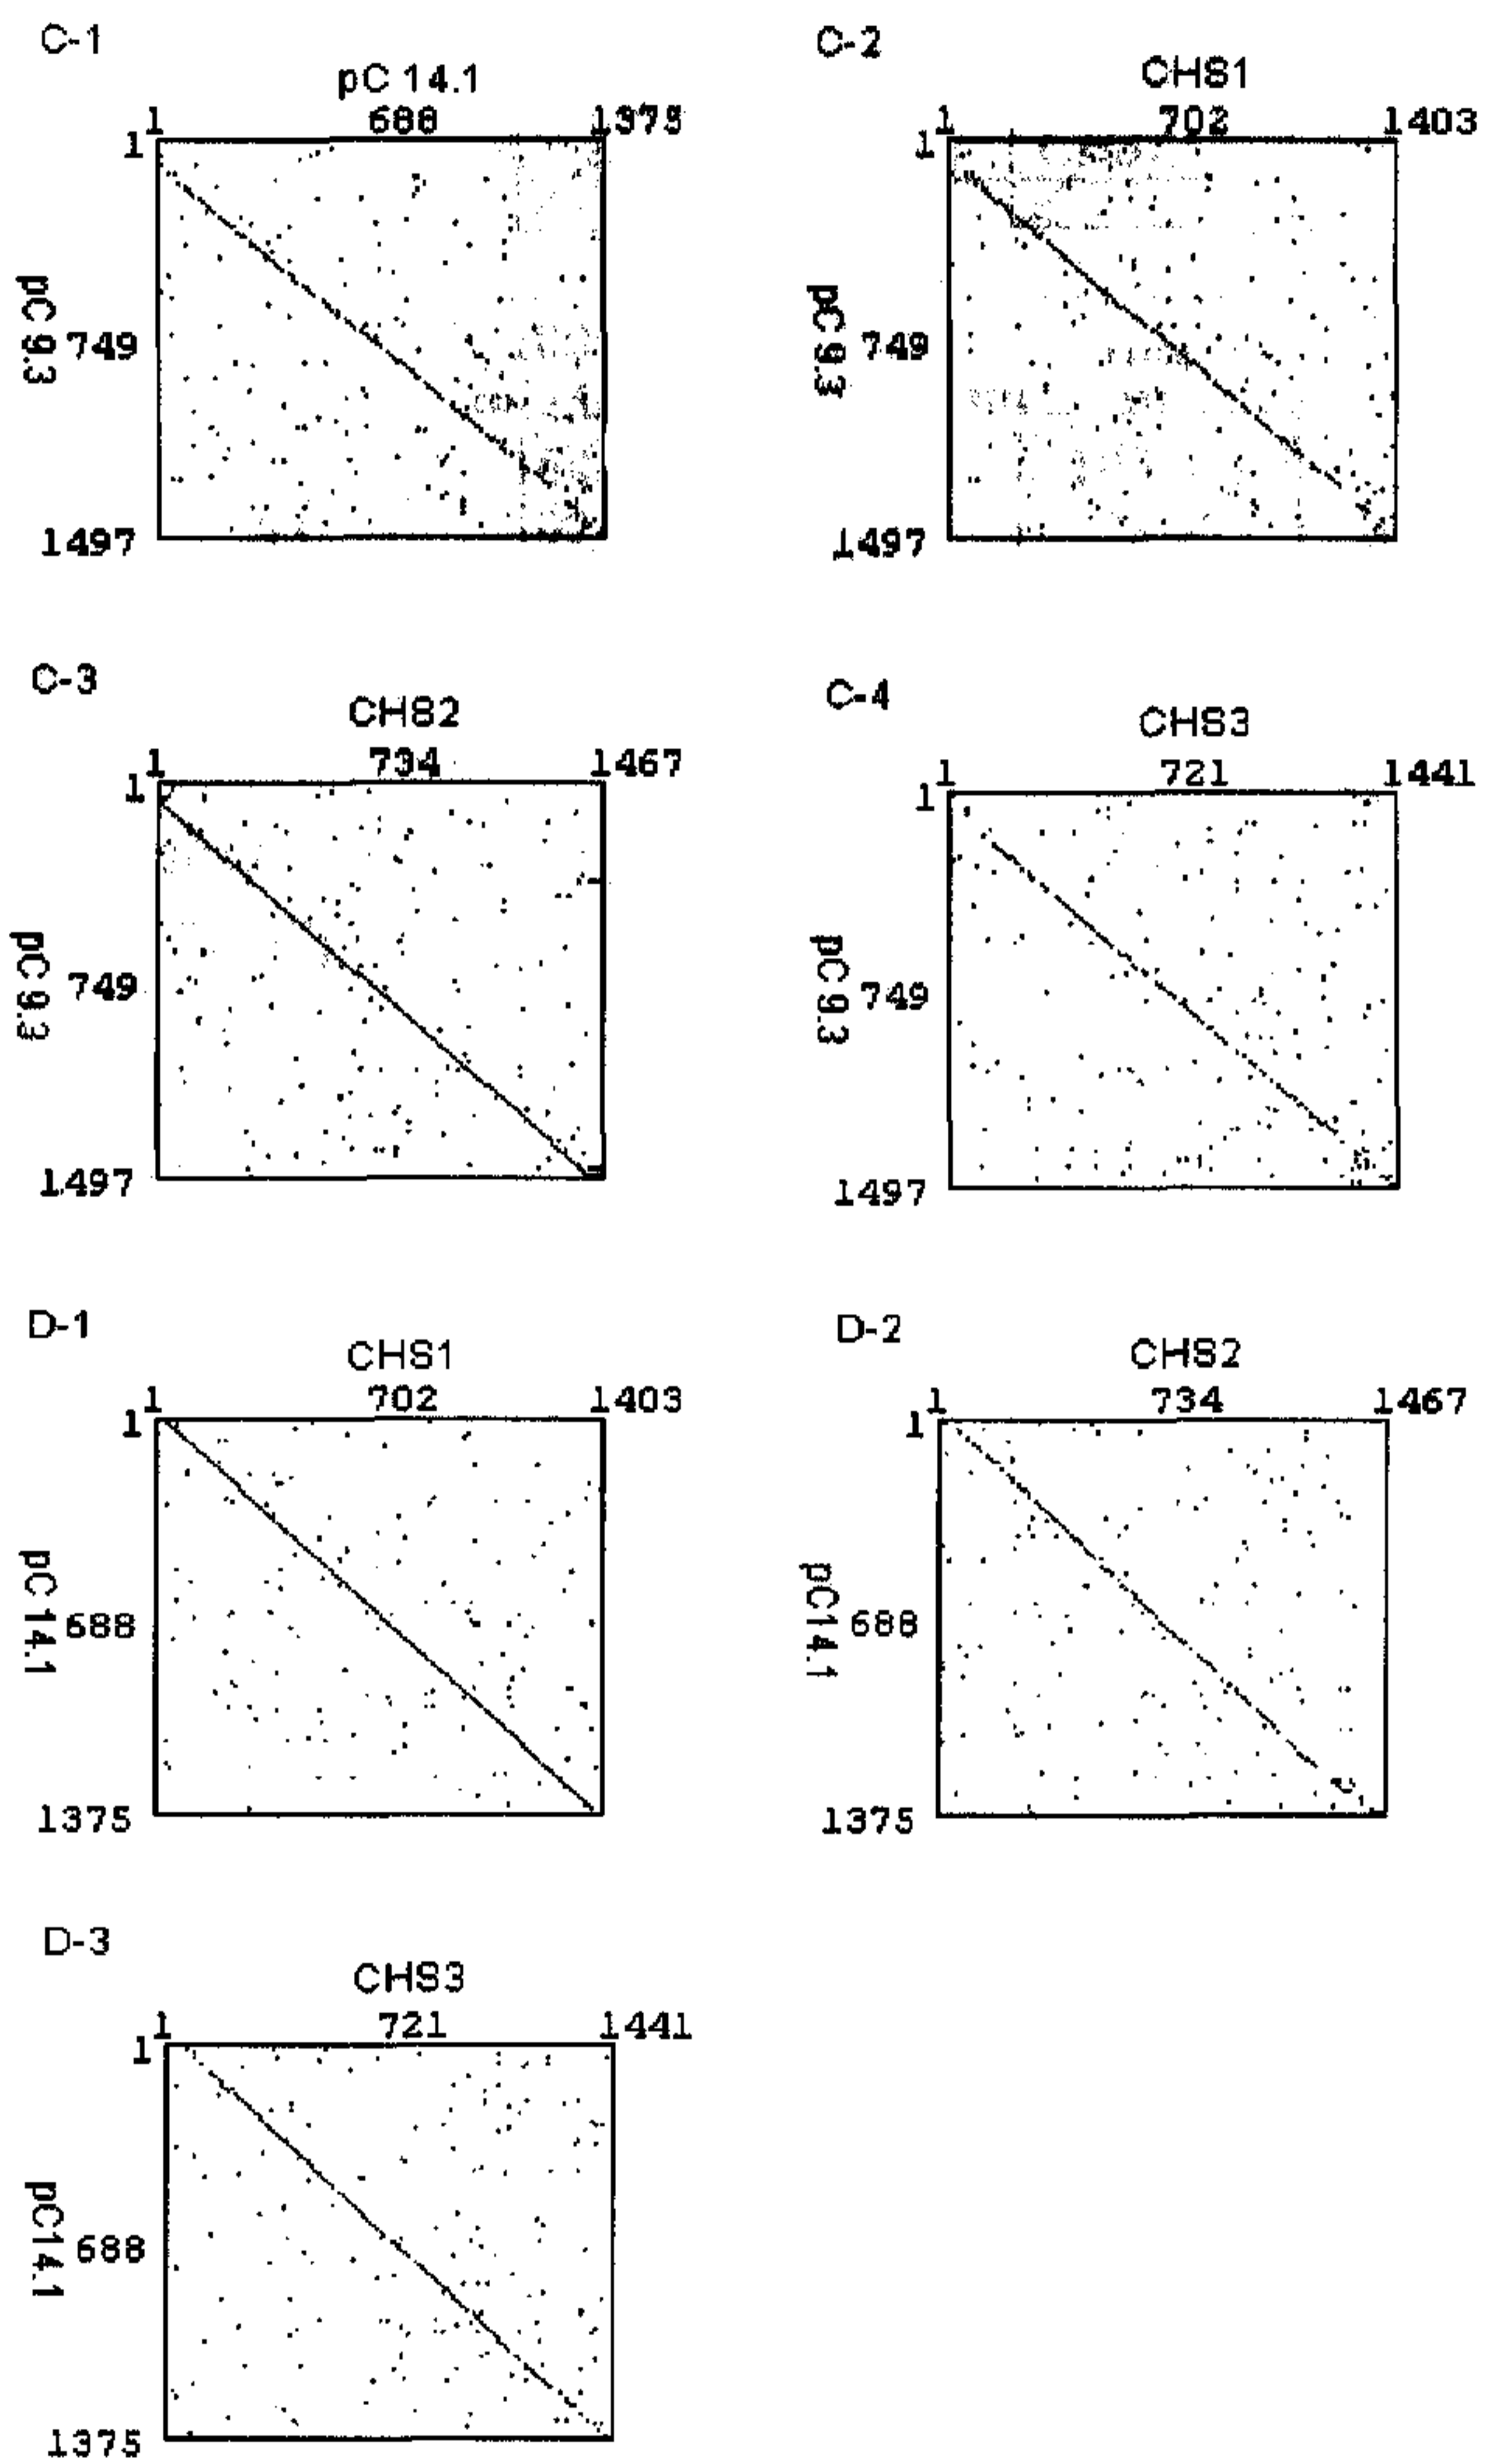 C-1
pC 14.1
1 688 1375
1
pC 9.3
749
1497
C-2
CHS1
1 702 1403
1
pC 9.3
749
1497
C-3
CHS2
1 734 1467
1
pC 9.3
749
1497
C-4
CHS3
1 721 1441
1
pC 9.3
749
1497
D-1
CHS1
1 702 1403
1
pC 14.1
688
1375
D-2
CHS2
1 734 1467
1
pC14.1
688
1375
D-3
CHS3
1 721 1441
1
pC14.1
688
1375